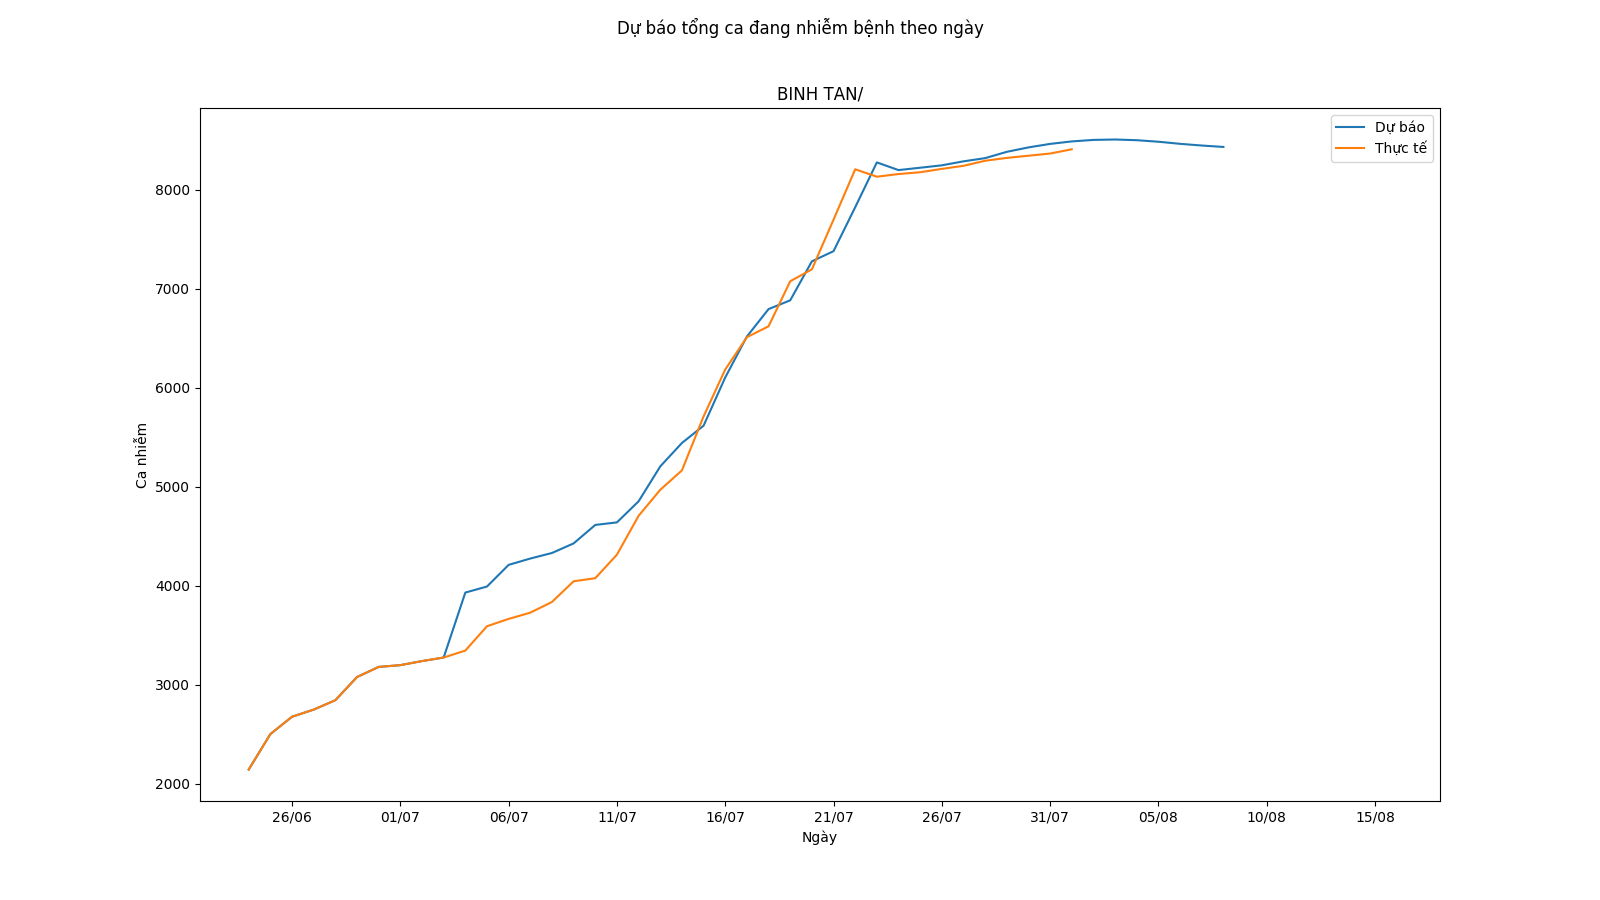 Dự báo tổng ca đang nhiễm bệnh theo ngày
BINH TAN/
Dự báo
Thực tế
8000
7000
6000
5000
4000
3000
2000
Ca nhiễm
26/06 01/07 06/07 11/07 16/07 21/07 26/07 31/07 05/08 10/08 15/08
Ngày